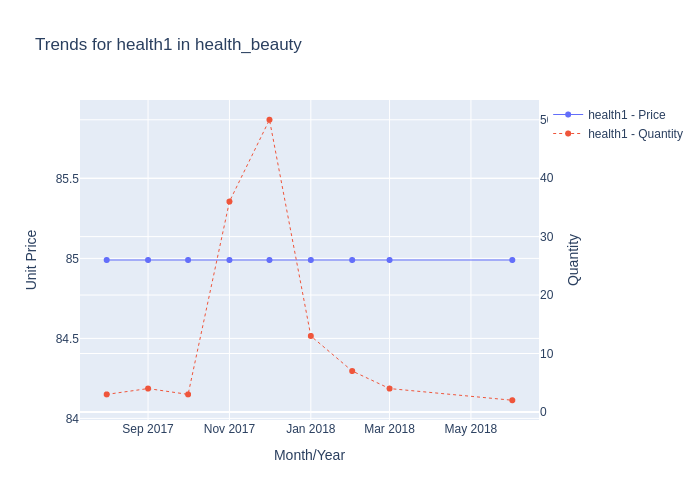 Trends for health1 in health_beauty
health1 - Price
health1 - Quantity
85.5
85
84.5
84
Unit Price
40
30
20
10
0
Quantity
Sep 2017
Nov 2017
Jan 2018
Mar 2018
May 2018
Month/Year